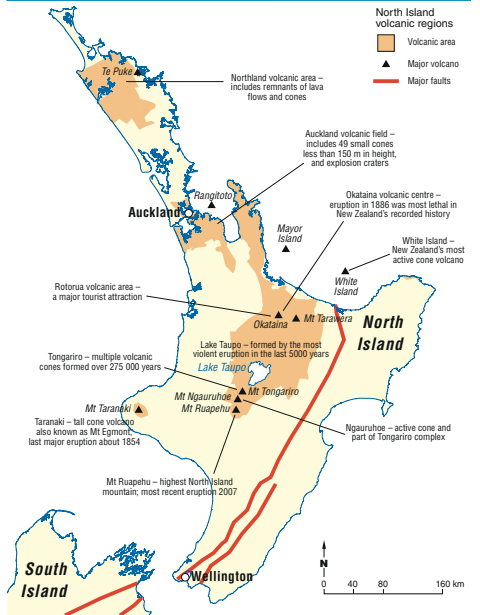 North Island
volcanic regions
Volcanic area
Major volcano
Major faults
Te Puke
Northland volcanic area –
includes remnants of lava
flows and cones
Auckland volcanic field –
includes 49 small cones
less than 150 m in height,
and explosion craters
Rangitoto
Auckland
Okataina volcanic centre –
eruption in 1886 was most lethal in
New Zealand's recorded history
Mayor
Island
White Island –
New Zealand's most
active cone volcano
White
Island
Rotorua volcanic area –
a major tourist attraction
Okataina
Mt Tarawera
North
Island
Lake Taupo – formed by the most
violent eruption in the last 5000 years
Lake Taupo
Tongariro – multiple volcanic
cones formed over 275 000 years
Mt Tongariro
Mt Ngauruhoe
Mt Ruapehu
Mt Taranaki
Taranaki – tall cone volcano
also known as Mt Egmont;
last major eruption about 1854
Ngauruhoe – active cone and
part of Tongariro complex
Mt Ruapehu – highest North Island
mountain; most recent eruption 2007
South
Island
Wellington
N
0 40 80 160 km